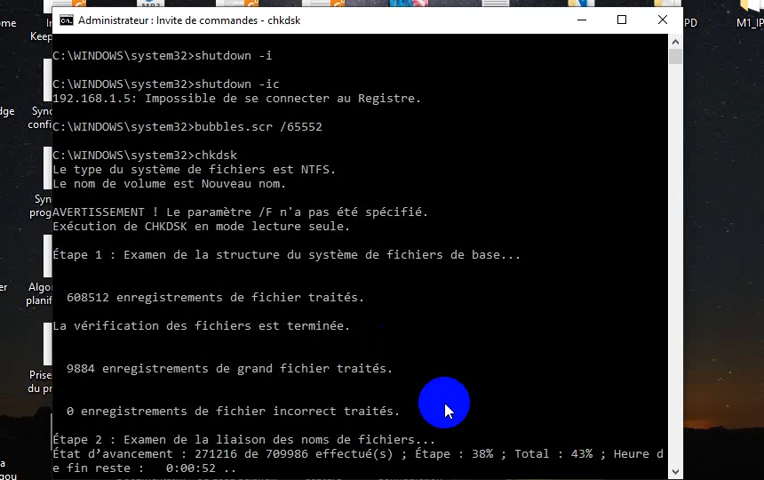 PD
M1_IP
Administrateur : Invite de commandes - chkdsk
ome
Keep
C:\WINDOWS\system32>shutdown -i
C:\WINDOWS\system32>shutdown -ic
192.168.1.5: Impossible de se connecter au Registre.
dge
Sync
confi
C:\WINDOWS\system32>bubbles.scr /65552
C:\WINDOWS\system32>chkdsk
Le type du système de fichiers est NTFS.
Le nom de volume est Nouveau nom.
Syn
prog
AVERTISSEMENT ! Le paramètre /F n'a pas été spécifié.
Exécution de CHKDSK en mode lecture seule.
Étape 1 : Examen de la structure du système de fichiers de base...
er
Algor
planif
608512 enregistrements de fichier traités.
La vérification des fichiers est terminée.
Prise
du pr
9884 enregistrements de grand fichier traités.
0 enregistrements de fichier incorrect traités.
Étape 2 : Examen de la liaison des noms de fichiers...
État d'avancement : 271216 de 709986 effectué(s) ; Étape : 38% ; Total : 43% ; Heure d
e fin reste :   0:00:52 ..